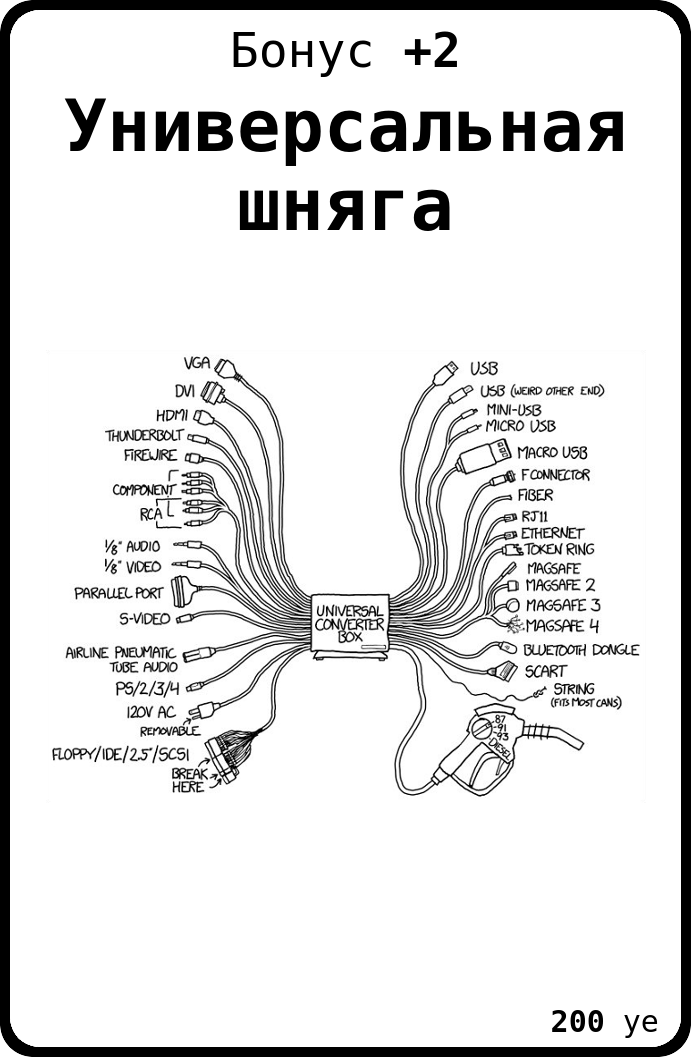 Бонус +2
Универсальная
шняга
VGA
DVI
HDMI
THUNDERBOLT
FIREWIRE
COMPONENT
RCA
1/8" AUDIO
1/8" VIDEO
PARALLEL PORT
S-VIDEO
AIRLINE PNEUMATIC
TUBE AUDIO
PS/2/3/4
120V AC
REMOVABLE
FLOPPY/IDE/2.5"/SCSI
BREAK
HERE
UNIVERSAL
CONVERTER
BOX
USB
USB (WEIRD OTHER END)
MINI-USB
MICRO USB
MACRO USB
F CONNECTOR
FIBER
RJ11
ETHERNET
TOKEN RING
MAGSAFE
MAGSAFE 2
MAGSAFE 3
MAGSAFE 4
BLUETOOTH DONGLE
SCART
STRING
(FITS MOST CANS)
87
91
93
DIESEL
200 уе